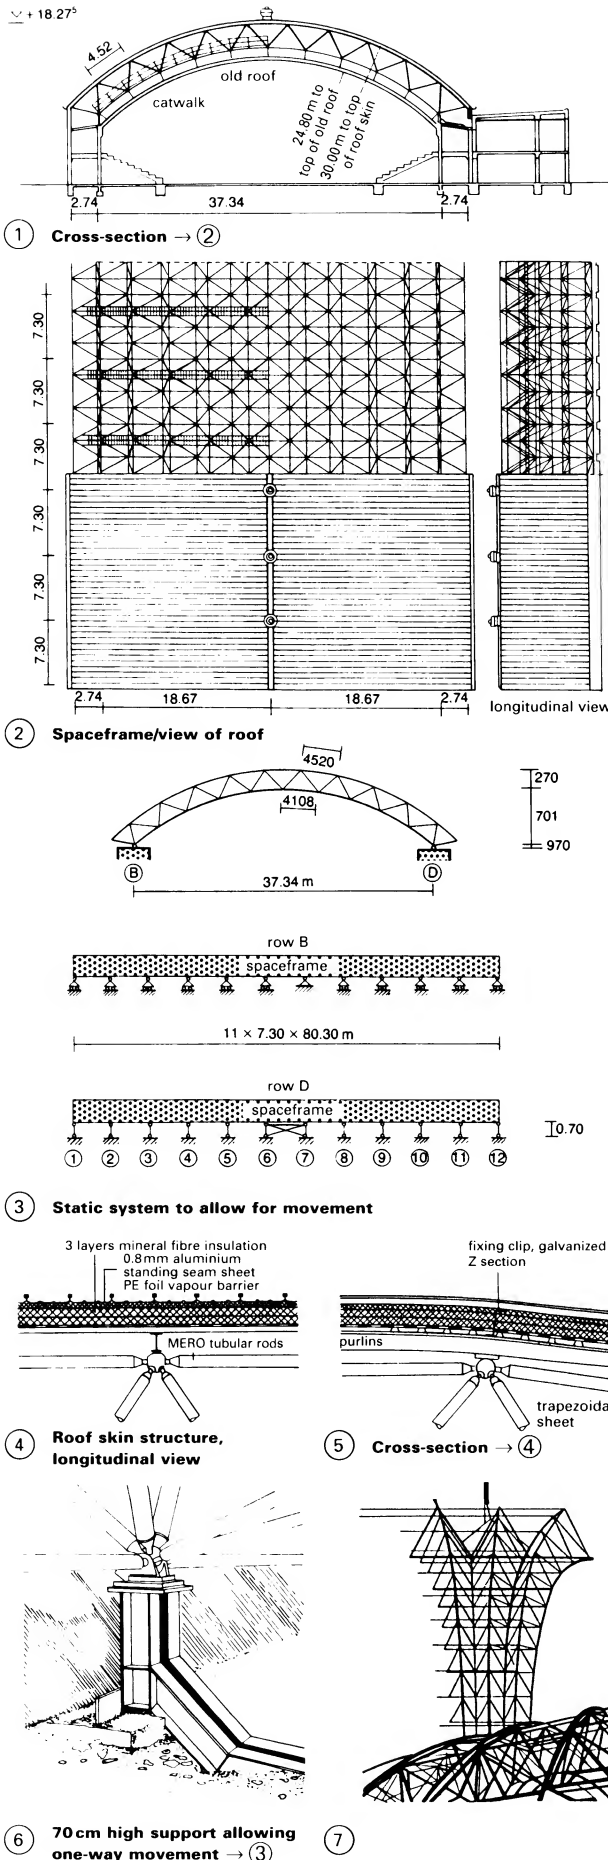 + 18.27⁵
4.52
old roof
catwalk
24.80 m to
top of old roof
30.00 m to top
of roof skin
2.74 37.34 2.74
1 Cross-section → 2
7.30
7.30
7.30
7.30
7.30
7.30
2.74 18.67 18.67 2.74
longitudinal view
2 Spaceframe/view of roof
4520
4108
270
701
970
B D
37.34 m
row B
spaceframe
11 × 7.30 × 80.30 m
row D
spaceframe
0.70
1 2 3 4 5 6 7 8 9 10 11 12
3 Static system to allow for movement
3 layers mineral fibre insulation
0.8mm aluminium
standing seam sheet
PE foil vapour barrier
MERO tubular rods
4 Roof skin structure,
longitudinal view
fixing clip, galvanized
Z section
purlins
trapezoida
sheet
5 Cross-section → 4
6 70 cm high support allowing
one-way movement → 3
7